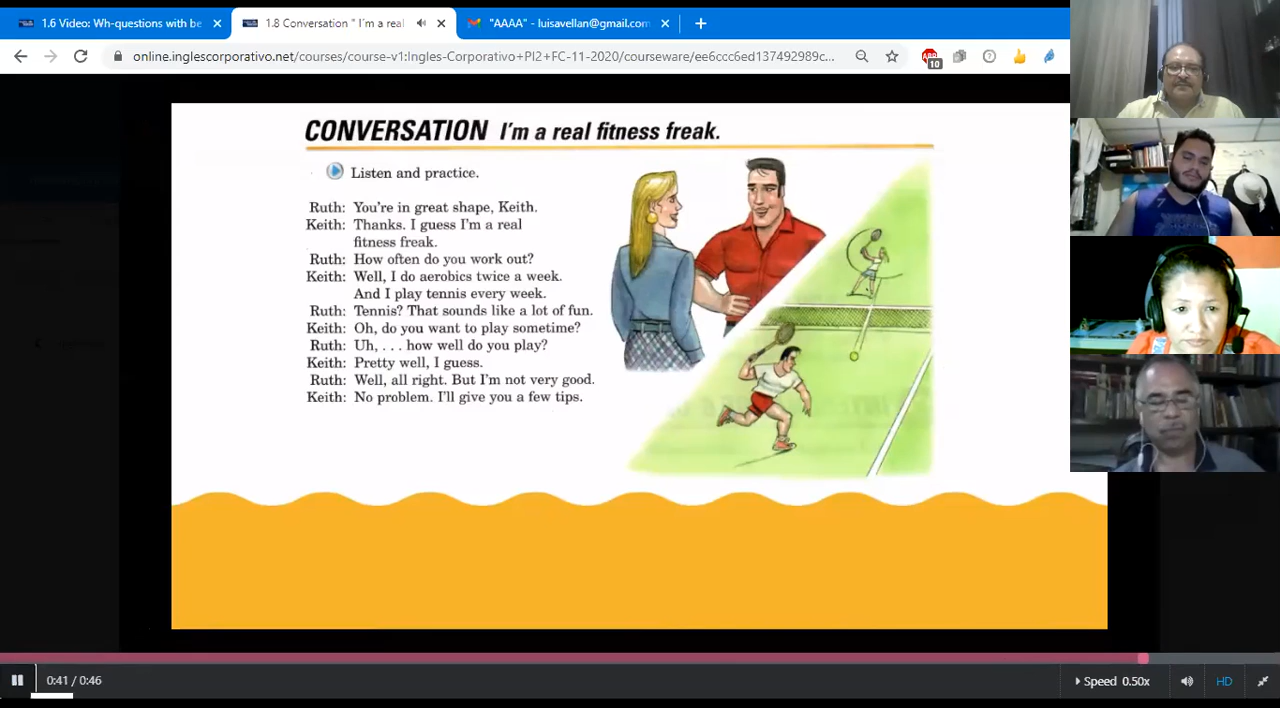 1.6 Video: Wh-questions with be
1.8 Conversation " I´m a real
"AAAA" - luisavellan@gmail.com
online.inglescorporativo.net/courses/course-v1:Ingles-Corporativo+PI2+FC-11-2020/courseware/ee6ccc6ed137492989c...
10
CONVERSATION I'm a real fitness freak.
Listen and practice.
Ruth: You're in great shape, Keith.
Keith: Thanks. I guess I'm a real
fitness freak.
Ruth: How often do you work out?
Keith: Well, I do aerobics twice a week.
And I play tennis every week.
Ruth: Tennis? That sounds like a lot of fun.
Keith: Oh, do you want to play sometime?
Ruth: Uh, . . . how well do you play?
Keith: Pretty well, I guess.
Ruth: Well, all right. But I'm not very good.
Keith: No problem. I'll give you a few tips.
0:41 / 0:46
Speed 0.50x
HD